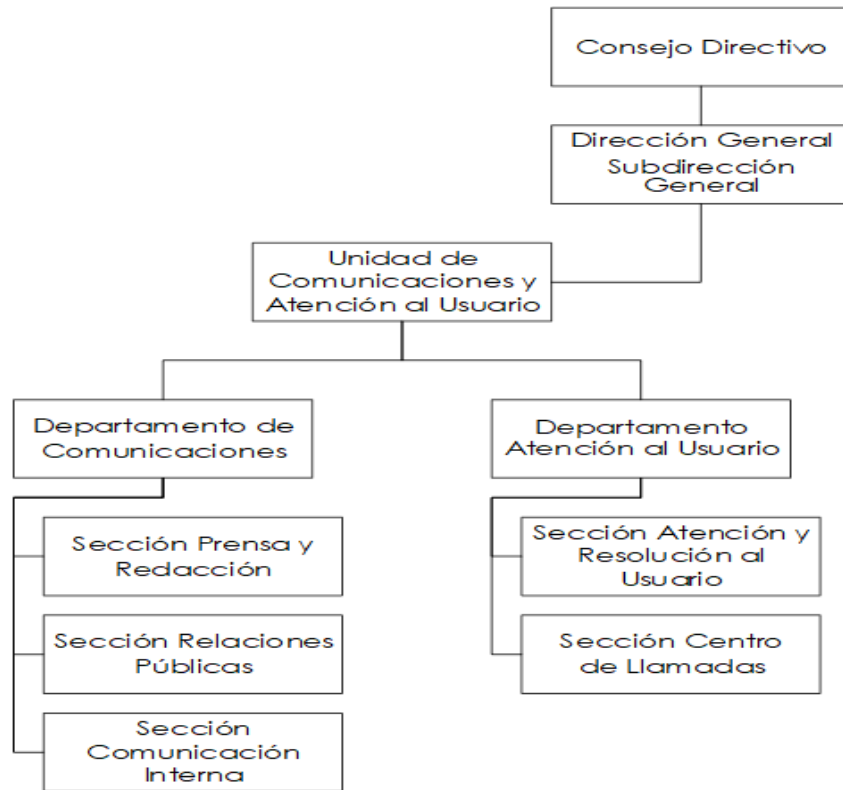 Consejo Directivo
Dirección General
Subdirección
General
Unidad de
Comunicaciones y
Atención al Usuario
Departamento de
Comunicaciones
Departamento
Atención al Usuario
Sección Prensa y
Redacción
Sección Relaciones
Públicas
Sección
Comunicación
Interna
Sección Atención y
Resolución al
Usuario
Sección Centro
de Llamadas